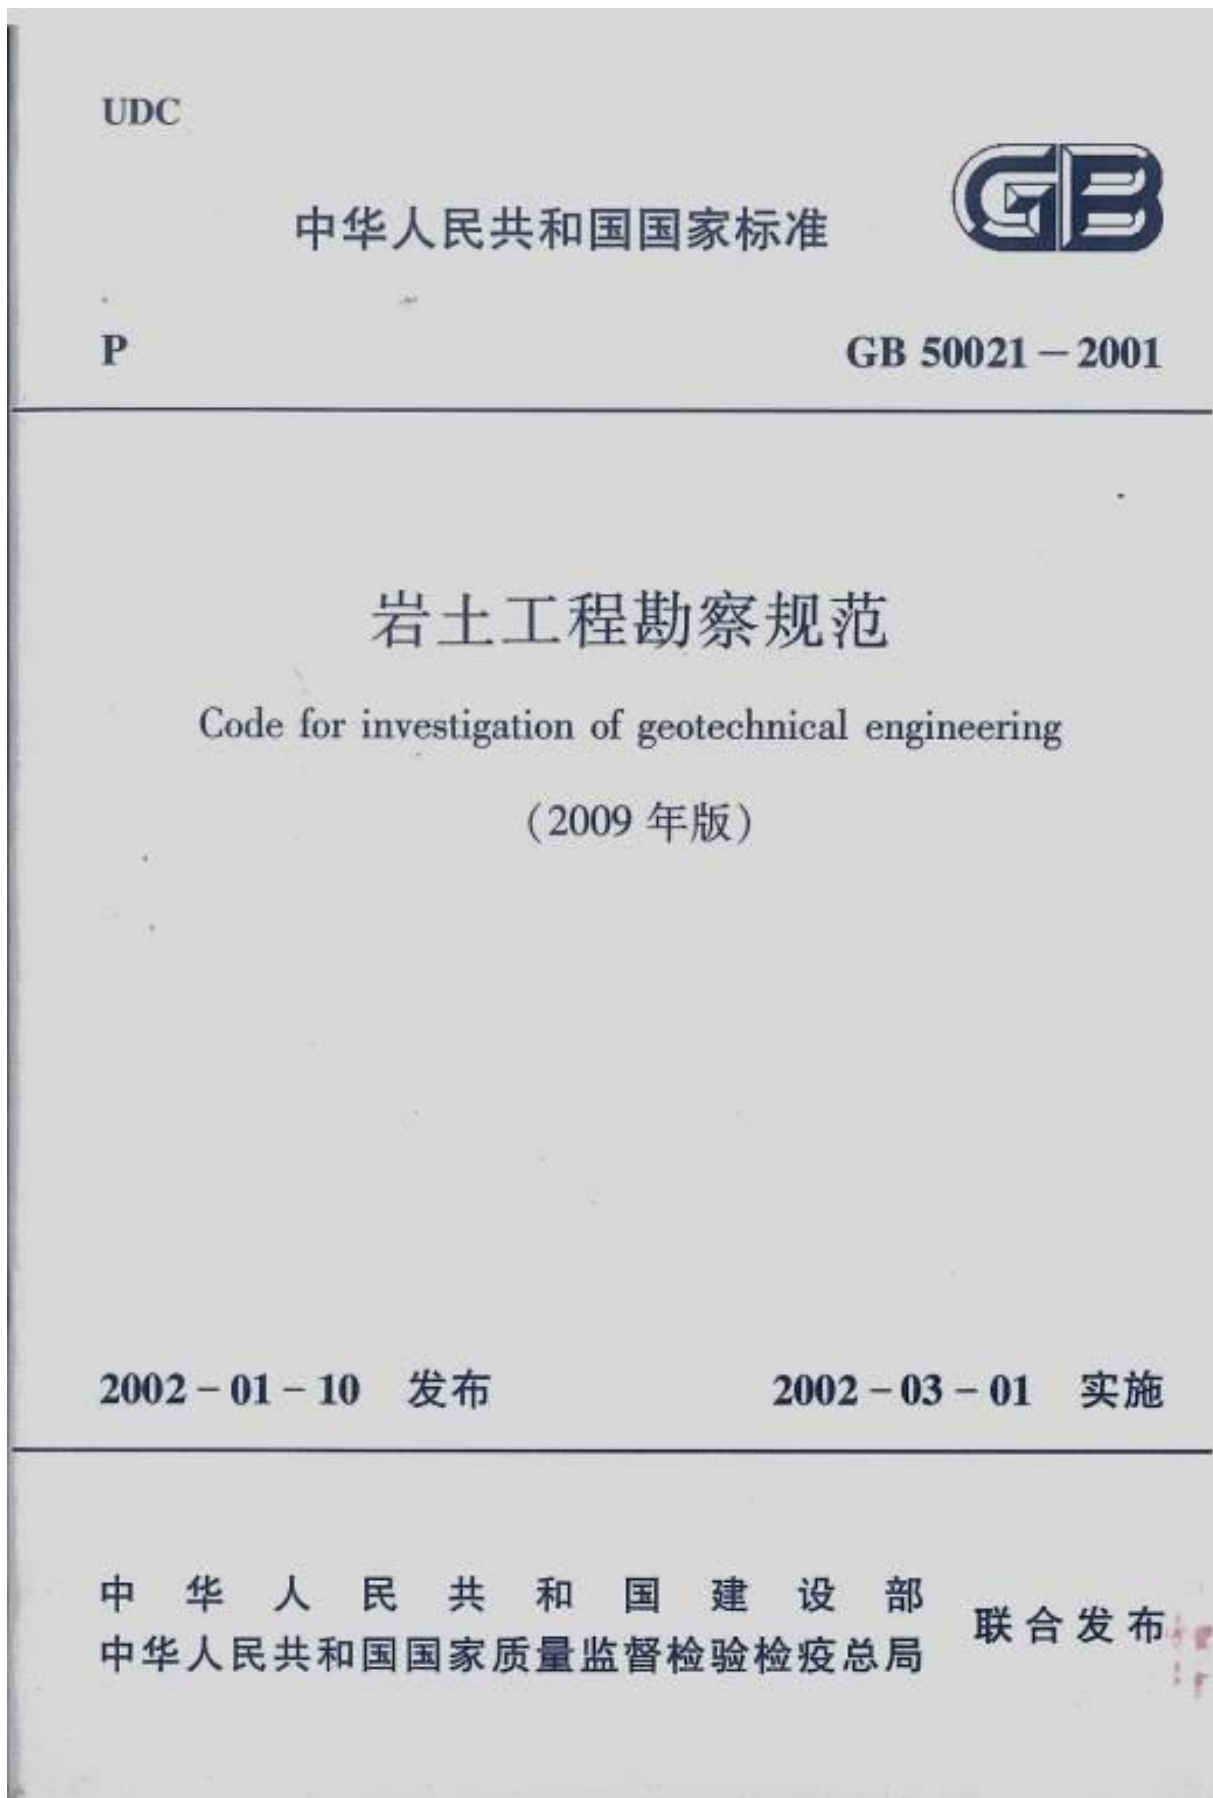 UDC
GB
中华人民共和国国家标准
P
GB 50021－2001
岩土工程勘察规范
Code for investigation of geotechnical engineering
（2009 年版）
2002－01－10 发布
2002－03－01 实施
中华人民共和国建设部
中华人民共和国国家质量监督检验检疫总局
联合发布